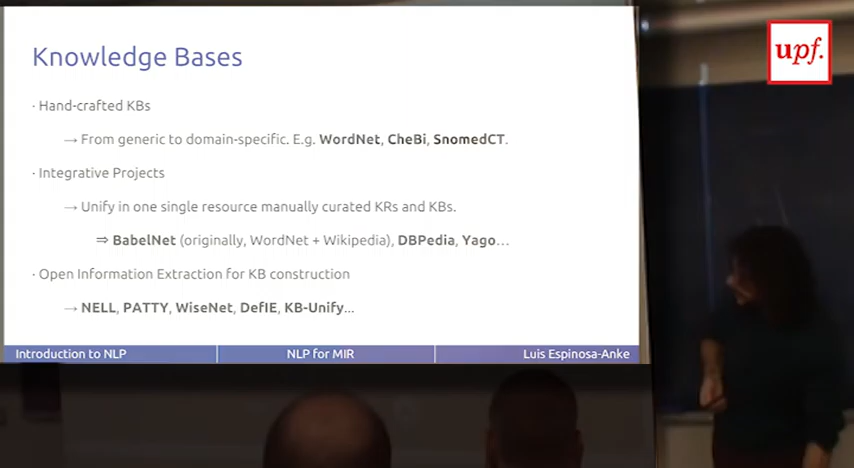 Knowledge Bases
· Hand-crafted KBs
→ From generic to domain-specific. E.g. WordNet, CheBi, SnomedCT.
· Integrative Projects
→ Unify in one single resource manually curated KRs and KBs.
⇒ BabelNet (originally, WordNet + Wikipedia), DBPedia, Yago...
· Open Information Extraction for KB construction
→ NELL, PATTY, WiseNet, DefIE, KB-Unify...
Introduction to NLP
NLP for MIR
Luis Espinosa-Anke
upf.